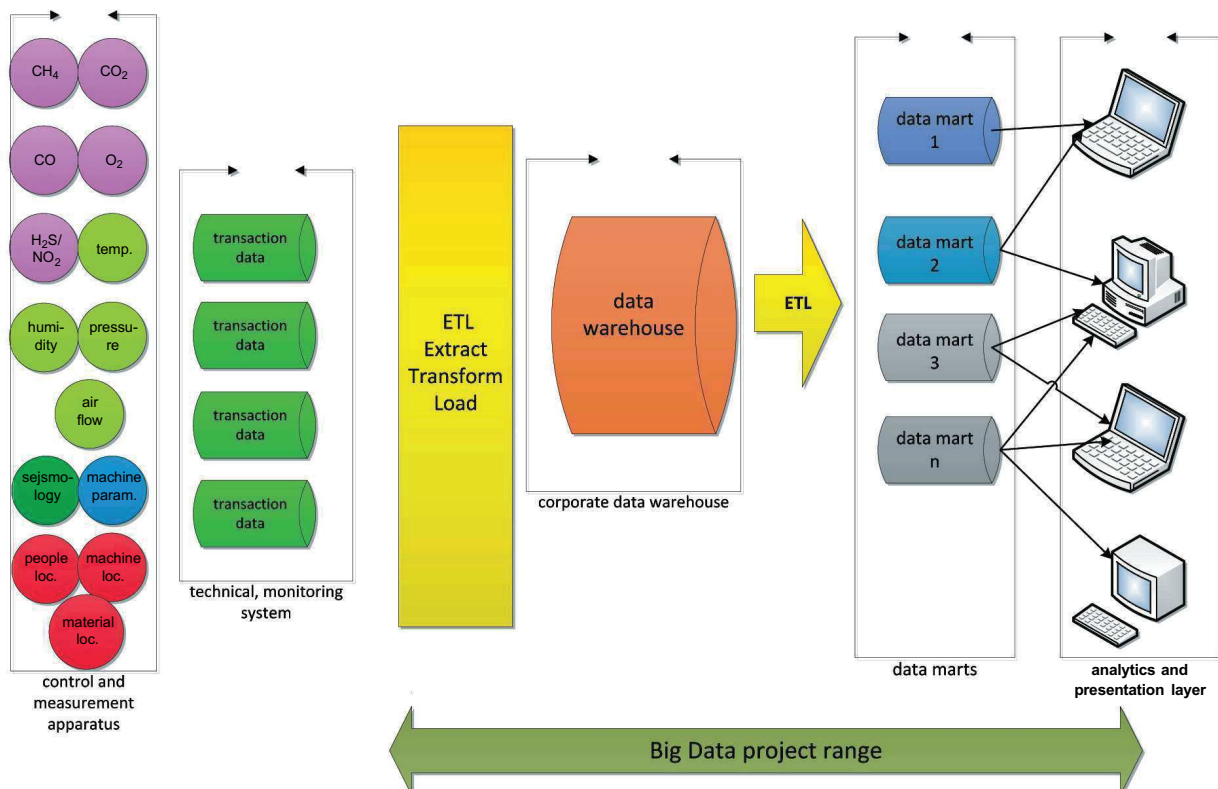 CH4
CO2
CO
O2
H2S/
NO2
temp.
humi-
dity
pressu-
re
air
flow
sejsmo-
logy
machine
param.
people
loc.
machine
loc.
material
loc.
control and
measurement
apparatus
transaction
data
transaction
data
transaction
data
transaction
data
technical, monitoring
system
ETL
Extract
Transform
Load
data
warehouse
corporate data warehouse
ETL
data mart
1
data mart
2
data mart
3
data mart
n
data marts
analytics and
presentation layer
Big Data project range